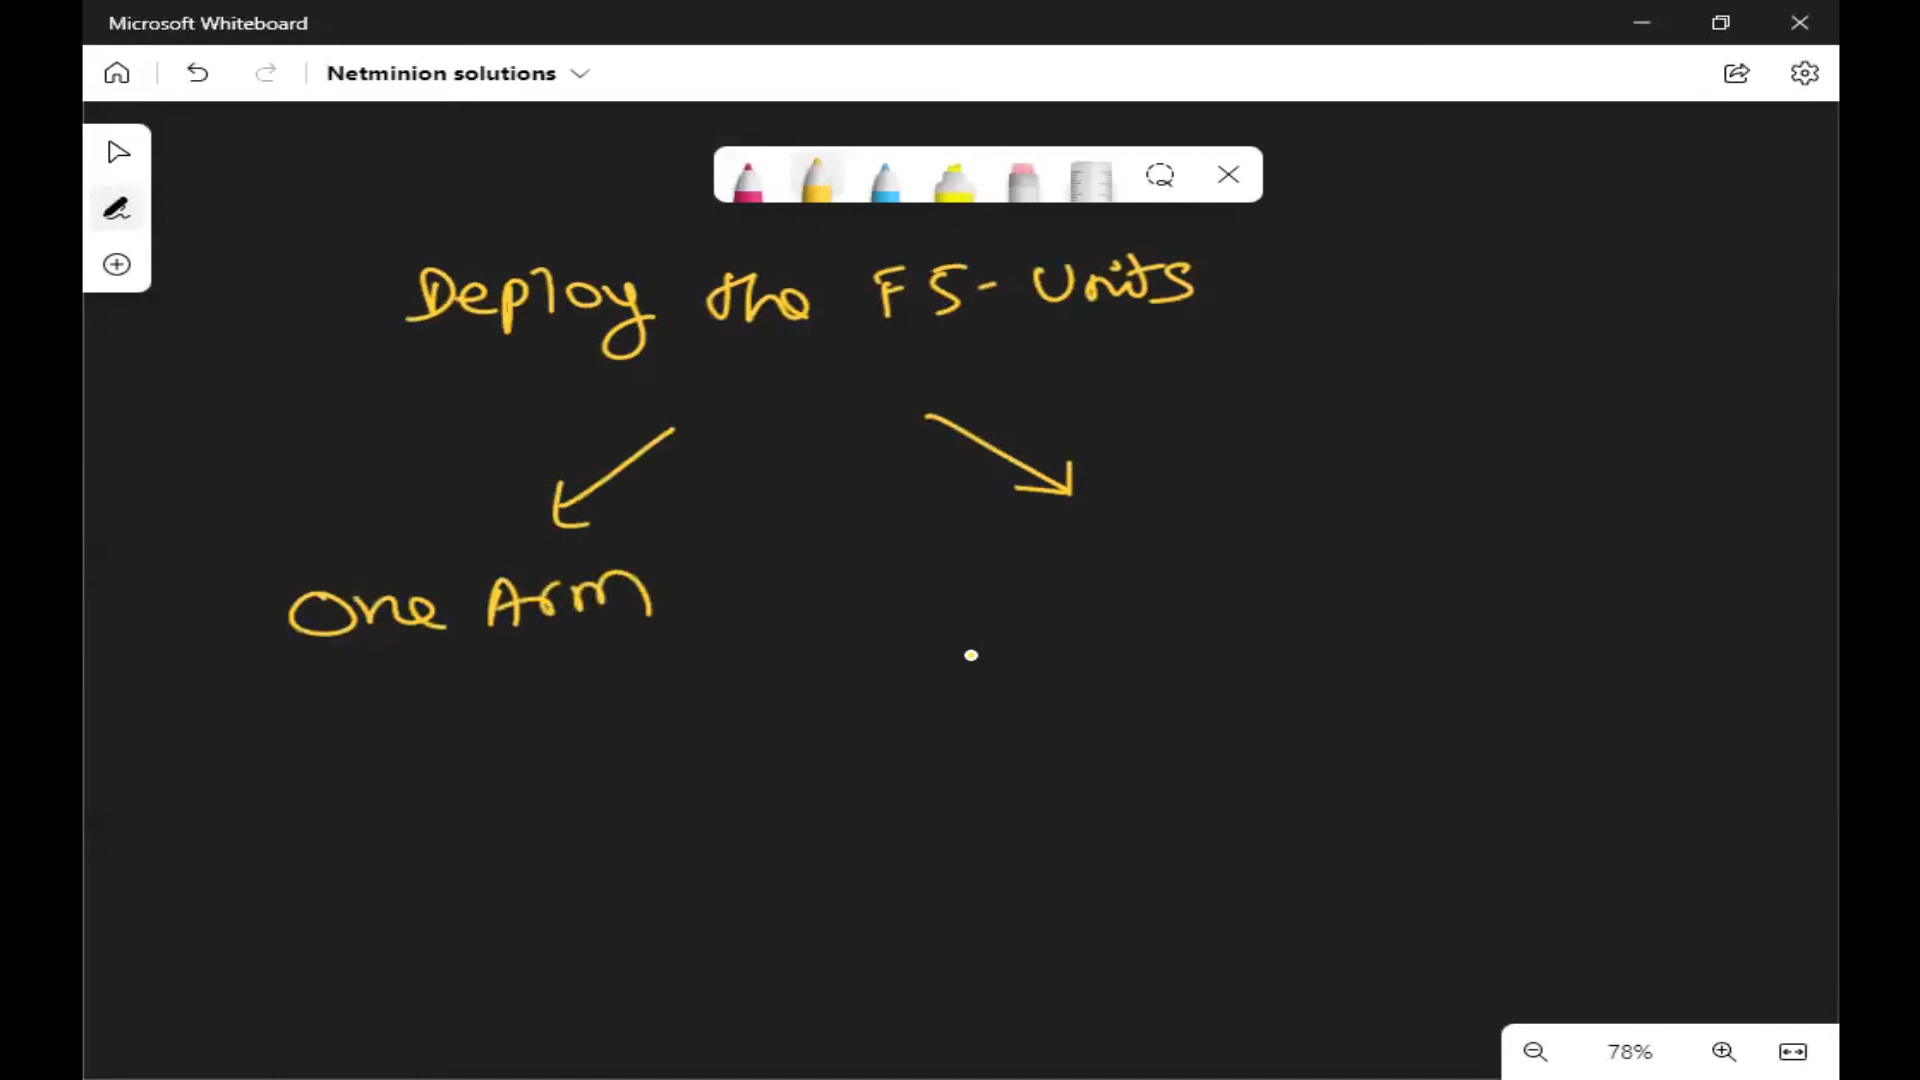 Microsoft Whiteboard
Netminion solutions
Deploy the F5-Units
One Arm
78%